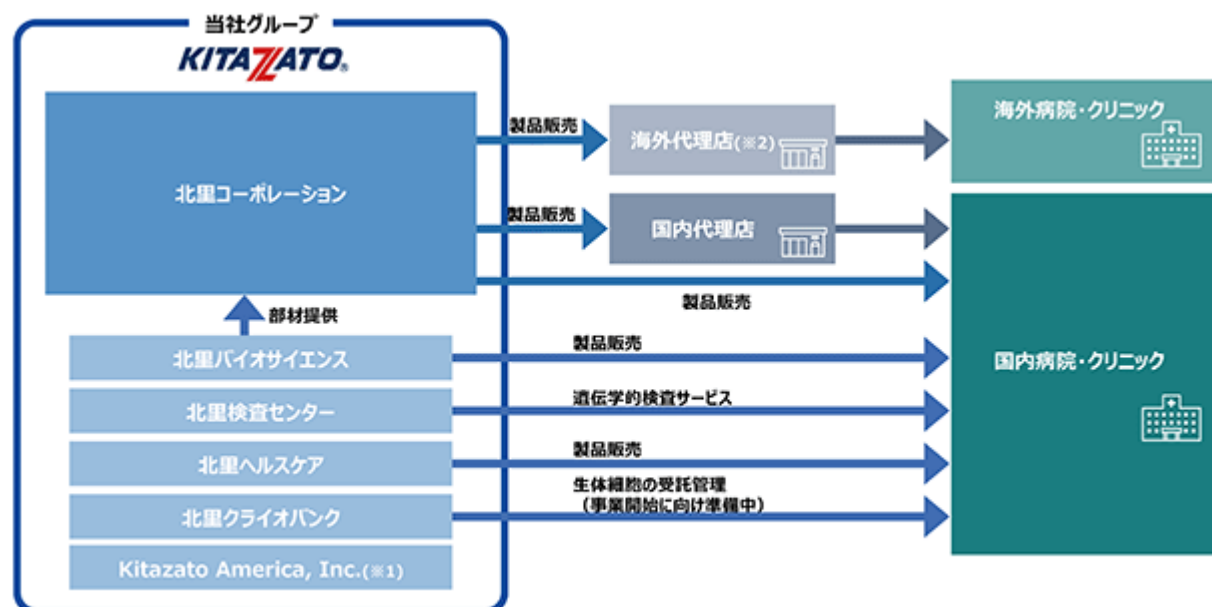 当社グループ
KITAZATO®
北里コーポレーション
製品販売
海外代理店(※2)
海外病院・クリニック
製品販売
国内代理店
製品販売
部材提供
北里バイオサイエンス
製品販売
国内病院・クリニック
北里検査センター
遺伝学的検査サービス
北里ヘルスケア
製品販売
北里クライオバンク
生体細胞の受託管理
（事業開始に向け準備中）
Kitazato America, Inc.(※1)